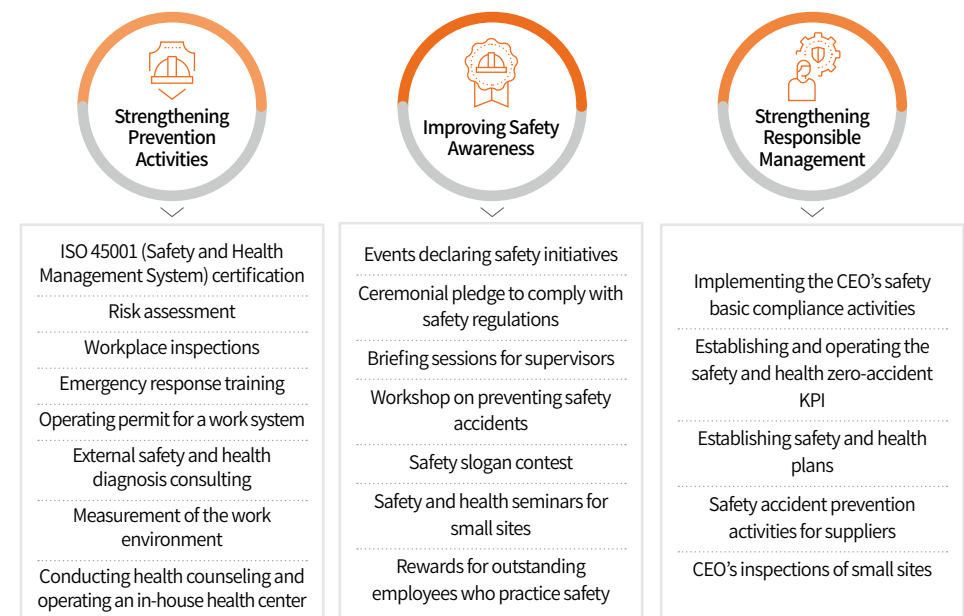 Strengthening
Prevention
Activities
ISO 45001 (Safety and Health
Management System) certification
Risk assessment
Workplace inspections
Emergency response training
Operating permit for a work system
External safety and health
diagnosis consulting
Measurement of the work
environment
Conducting health counseling and
operating an in-house health center
Improving Safety
Awareness
Events declaring safety initiatives
Ceremonial pledge to comply with
safety regulations
Briefing sessions for supervisors
Workshop on preventing safety
accidents
Safety slogan contest
Safety and health seminars for
small sites
Rewards for outstanding
employees who practice safety
Strengthening
Responsible
Management
Implementing the CEO’s safety
basic compliance activities
Establishing and operating the
safety and health zero-accident
KPI
Establishing safety and health
plans
Safety accident prevention
activities for suppliers
CEO’s inspections of small sites